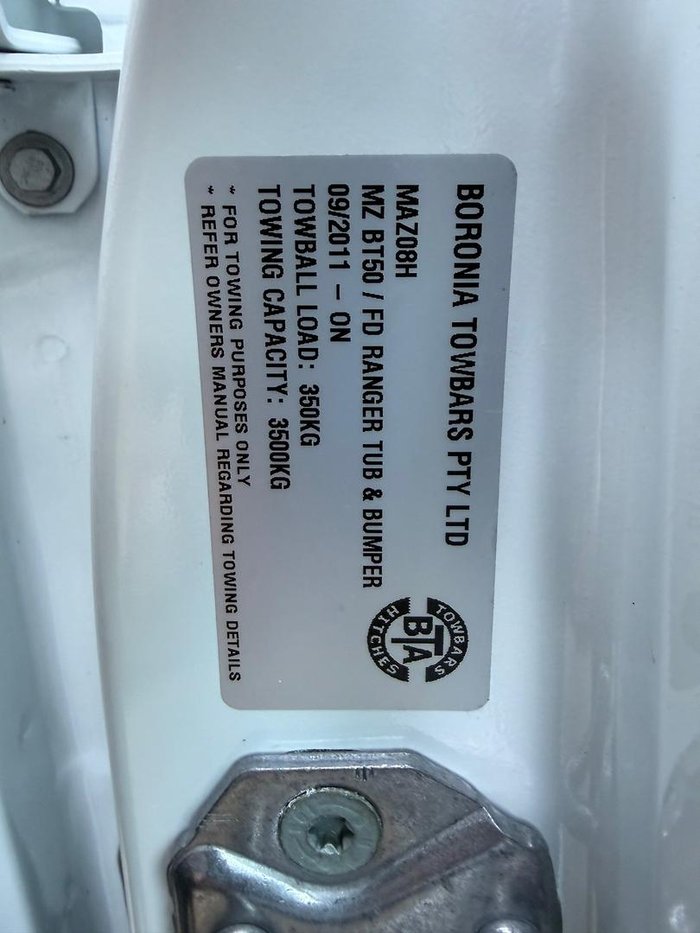 BORONIA TOWBARS PTY LTD
MAZ08H
MZ BT50 / FD RANGER TUB & BUMPER
09/2011 – ON
TOWBALL LOAD: 350KG
TOWING CAPACITY: 3500KG
* FOR TOWING PURPOSES ONLY
* REFER OWNERS MANUAL REGARDING TOWING DETAILS
TOWBARS
BTA
HITCHES